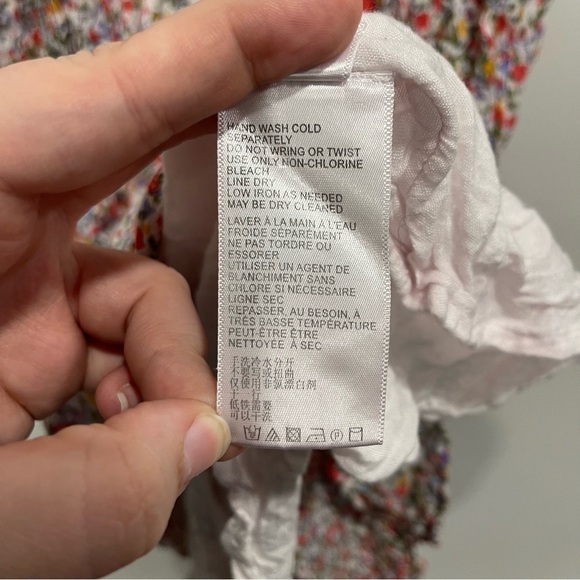 HAND WASH COLD
SEPARATELY
DO NOT WRING OR TWIST
USE ONLY NON-CHLORINE
BLEACH
LINE DRY
LOW IRON AS NEEDED
MAY BE DRY CLEANED
LAVER À LA MAIN À L'EAU
FROIDE SÉPARÉMENT
NE PAS TORDRE OU
ESSORER
UTILISER UN AGENT DE
BLANCHIMENT SANS
CHLORE SI NÉCESSAIRE
LIGNE SEC
REPASSER, AU BESOIN, À
TRÈS BASSE TEMPÉRATURE
PEUT-ÊTRE ÊTRE
NETTOYÉE À SEC
手洗冷水分开
不要写或扭曲
仅使用非氯漂白剂
干行
低铁需要
可以干洗